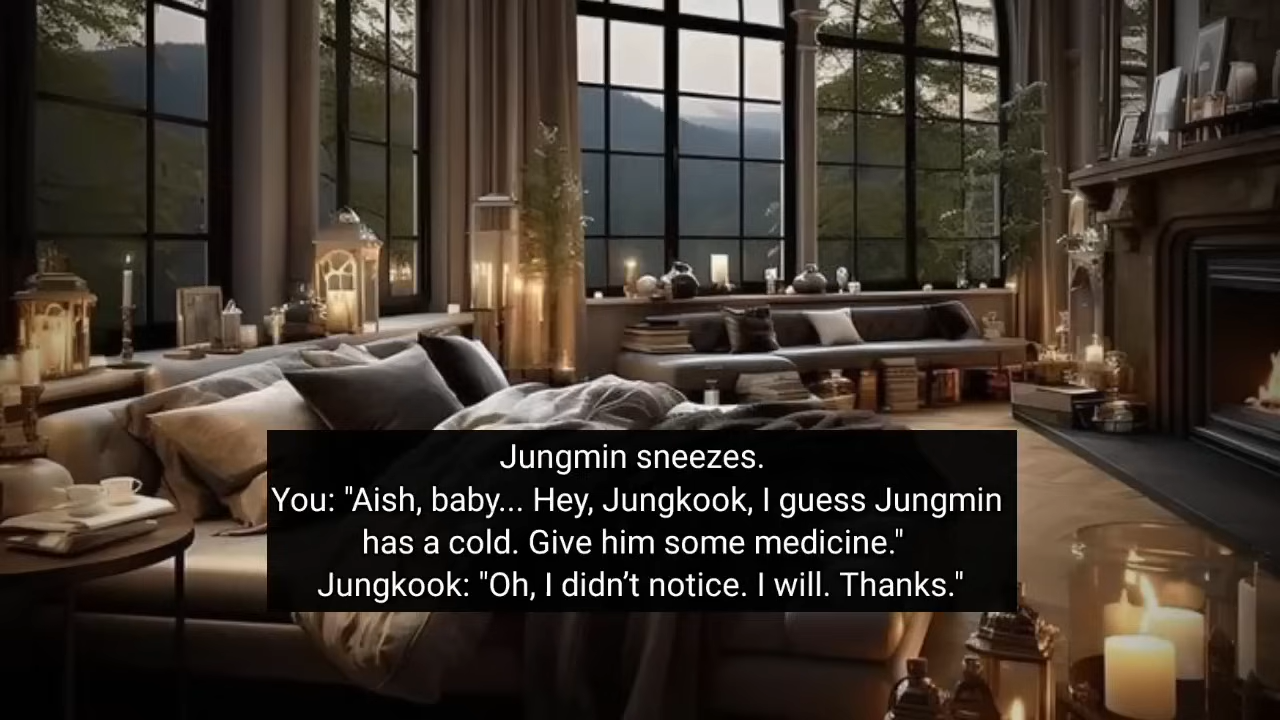 Jungmin sneezes.
You: "Aish, baby... Hey, Jungkook, I guess Jungmin
has a cold. Give him some medicine."
Jungkook: "Oh, I didn’t notice. I will. Thanks."